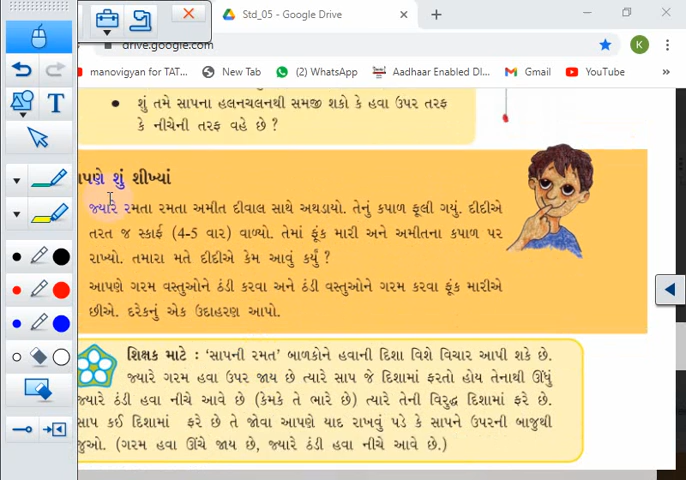 Std_05 - Google Drive
drive.google.com
manovigyan for TAT...
New Tab
(2) WhatsApp
Aadhaar Enabled DI...
Gmail
YouTube
K
T
• શું તમે સાપના હલનચલનથી સમજી શકો કે હવા ઉપર તરફ
કે નીચેની તરફ વહે છે ?
આપણે શું શીખ્યાં
જ્યારે રમતા રમતા અમીત દીવાલ સાથે અથડાયો. તેનું કપાળ ફૂલી ગયું. દીદીએ
તરત જ સ્કાર્ફ (4-5 વાર) વાળ્યો. તેમાં ફૂંક મારી અને અમીતના કપાળ પર
રાખ્યો. તમારા મતે દીદીએ કેમ આવું કર્યું ?
આપણે ગરમ વસ્તુઓને ઠંડી કરવા અને ઠંડી વસ્તુઓને ગરમ કરવા ફૂંક મારીએ
છીએ. દરેકનું એક ઉદાહરણ આપો.
શિક્ષક માટે : 'સાપની રમત' બાળકોને હવાની દિશા વિશે વિચાર આપી શકે છે.
જ્યારે ગરમ હવા ઉપર જાય છે ત્યારે સાપ જે દિશામાં ફરતો હોય તેનાથી ઊંધું
જ્યારે ઠંડી હવા નીચે આવે છે (કેમકે તે ભારે છે) ત્યારે તેની વિરુદ્ધ દિશામાં ફરે છે.
સાપ કઈ દિશામાં ફરે છે તે જોવા આપણે યાદ રાખવું પડે કે સાપને ઉપરની બાજુથી
જુઓ. (ગરમ હવા ઊંચે જાય છે, જ્યારે ઠંડી હવા નીચે આવે છે.)